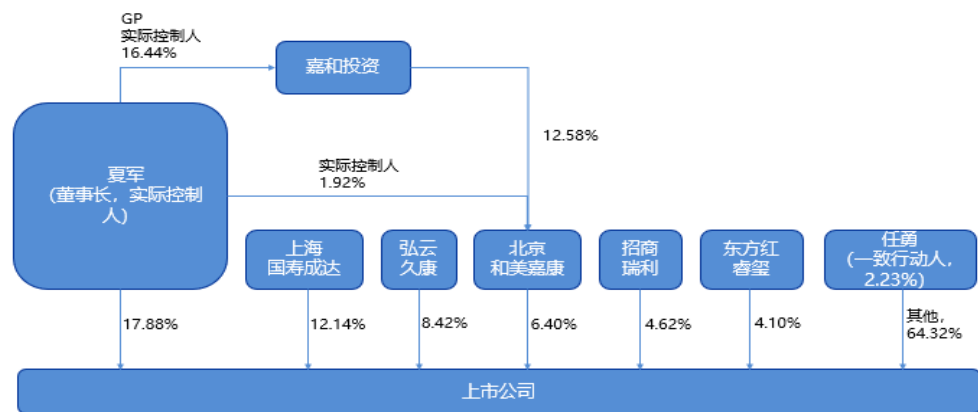 GP
实际控制人
16.44%
嘉和投资
12.58%
夏军
(董事长，实际控制
人)
实际控制人
1.92%
上海
国寿成达
弘云
久康
北京
和美嘉康
招商
瑞利
东方红
睿玺
任勇
(一致行动人，
2.23%)
17.88%
12.14%
8.42%
6.40%
4.62%
4.10%
其他，
64.32%
上市公司